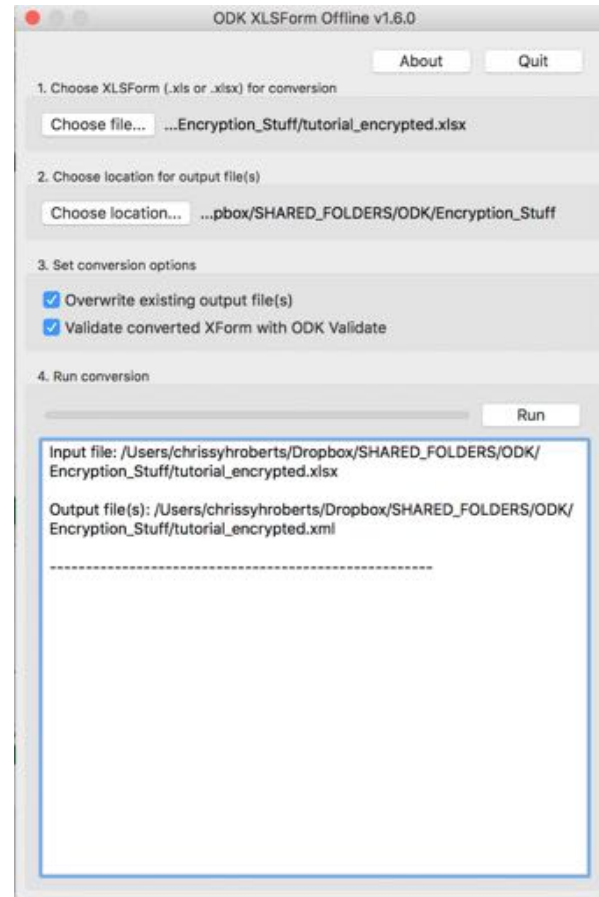 ODK XLSForm Offline v1.6.0
About Quit
1. Choose XLSForm (.xls or .xlsx) for conversion
Choose file... ...Encryption_Stuff/tutorial_encrypted.xlsx
2. Choose location for output file(s)
Choose location... ...pbox/SHARED_FOLDERS/ODK/Encryption_Stuff
3. Set conversion options
Overwrite existing output file(s)
Validate converted XForm with ODK Validate
4. Run conversion
Run
Input file: /Users/chrissyhroberts/Dropbox/SHARED_FOLDERS/ODK/
Encryption_Stuff/tutorial_encrypted.xlsx
Output file(s): /Users/chrissyhroberts/Dropbox/SHARED_FOLDERS/ODK/
Encryption_Stuff/tutorial_encrypted.xml
-----------------------------------------------------